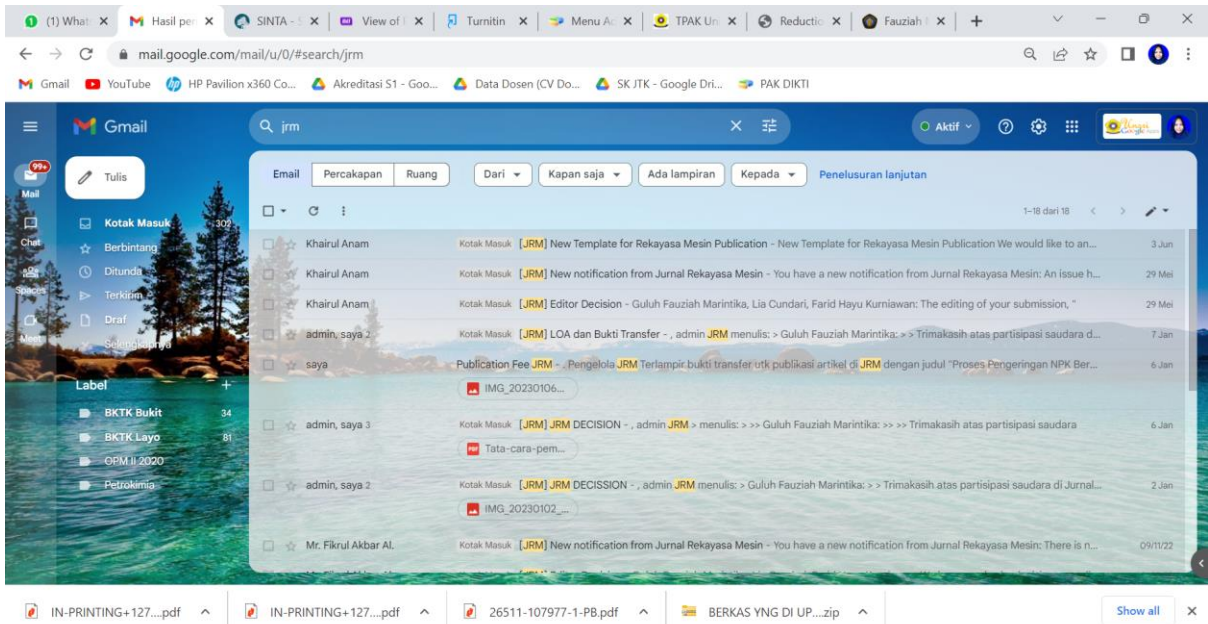 (1) What
Hasil per
SINTA - S
View of
Turnitin
Menu Ac
TPAK Un
Reductio
Fauziah
mail.google.com/mail/u/0/#search/jrm
Gmail
YouTube
HP Pavilion x360 Co...
Akreditasi S1 - Goo...
Data Dosen (CV Do...
SK JTK - Google Dri...
PAK DIKTI
Gmail
jrm
Aktif
99+
Mail
Chat
Spaces
Meet
Tulis
Kotak Masuk 302
Berbintang
Ditunda
Terkirim
Draf
Selengkapnya
Label +
BKTK Bukit 34
BKTK Layo 81
OPM II 2020
Petrokimia
Email Percakapan Ruang Dari Kapan saja Ada lampiran Kepada Penelusuran lanjutan
1-18 dari 18
Khairul Anam Kotak Masuk [JRM] New Template for Rekayasa Mesin Publication - New Template for Rekayasa Mesin Publication We would like to an... 3 Jun
Khairul Anam Kotak Masuk [JRM] New notification from Jurnal Rekayasa Mesin - You have a new notification from Jurnal Rekayasa Mesin: An issue h... 29 Mei
Khairul Anam Kotak Masuk [JRM] Editor Decision - Guluh Fauziah Marintika, Lia Cundari, Farid Hayu Kurniawan: The editing of your submission, " 29 Mei
admin, saya 2 Kotak Masuk [JRM] LOA dan Bukti Transfer - , admin JRM menulis: > Guluh Fauziah Marintika: > > Trimakasih atas partisipasi saudara d... 7 Jan
saya Publication Fee JRM - , Pengelola JRM Terlampir bukti transfer utk publikasi artikel di JRM dengan judul "Proses Pengeringan NPK Ber... 6 Jan
IMG_20230106...
admin, saya 3 Kotak Masuk [JRM] JRM DECISION - , admin JRM > menulis: > >> Guluh Fauziah Marintika: >> >> Trimakasih atas partisipasi saudara 6 Jan
Tata-cara-pem...
admin, saya 2 Kotak Masuk [JRM] JRM DECISSION - , admin JRM menulis: > Guluh Fauziah Marintika: > > Trimakasih atas partisipasi saudara di Jurnal... 2 Jan
IMG_20230102_...
Mr. Fikrul Akbar Al. Kotak Masuk [JRM] New notification from Jurnal Rekayasa Mesin - You have a new notification from Jurnal Rekayasa Mesin: There is n... 09/11/22
IN-PRINTING+127....pdf
IN-PRINTING+127....pdf
26511-107977-1-PB.pdf
BERKAS YNG DI UP....zip
Show all